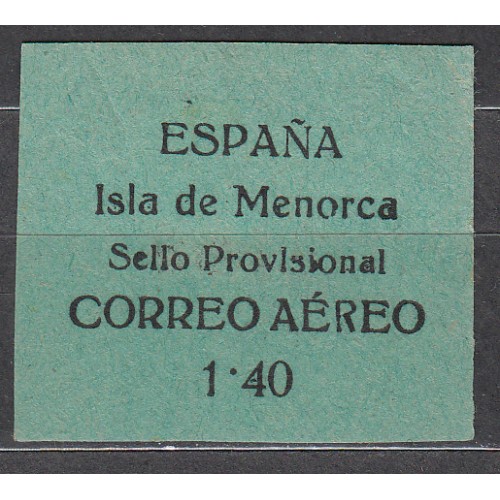 ESPAÑA
Isla de Menorca
Sello Provisional
CORREO AÉREO
1·40